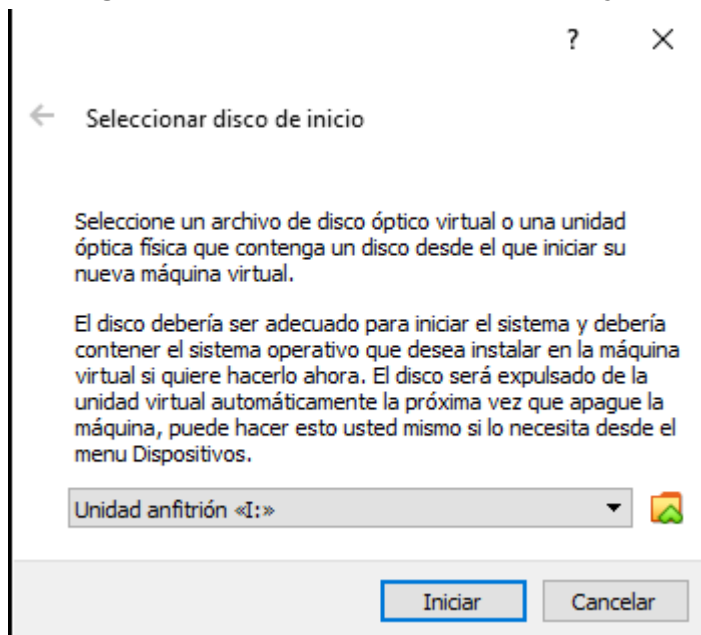 ?
Seleccionar disco de inicio
Seleccione un archivo de disco óptico virtual o una unidad
óptica física que contenga un disco desde el que iniciar su
nueva máquina virtual.
El disco debería ser adecuado para iniciar el sistema y debería
contener el sistema operativo que desea instalar en la máquina
virtual si quiere hacerlo ahora. El disco será expulsado de la
unidad virtual automáticamente la próxima vez que apague la
máquina, puede hacer esto usted mismo si lo necesita desde el
menu Dispositivos.
Unidad anfitrión «I:»
Iniciar Cancelar